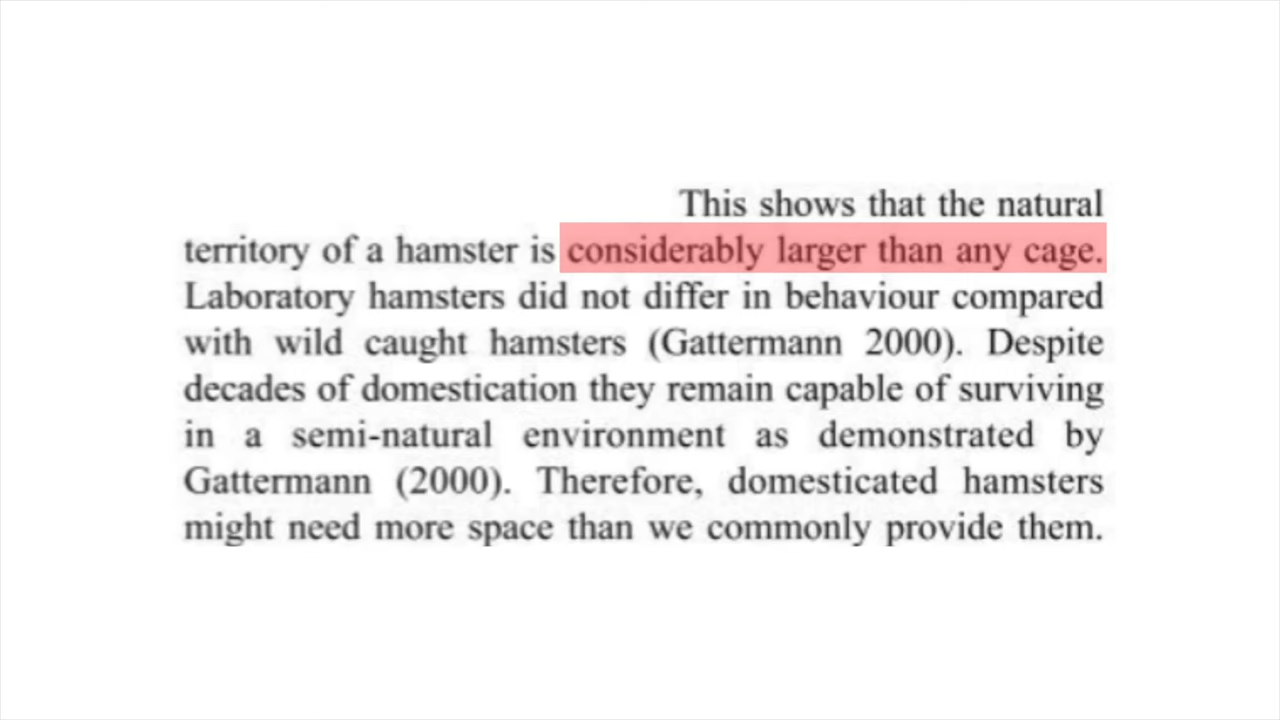 This shows that the natural
territory of a hamster is considerably larger than any cage.
Laboratory hamsters did not differ in behaviour compared
with wild caught hamsters (Gattermann 2000). Despite
decades of domestication they remain capable of surviving
in a semi-natural environment as demonstrated by
Gattermann (2000). Therefore, domesticated hamsters
might need more space than we commonly provide them.